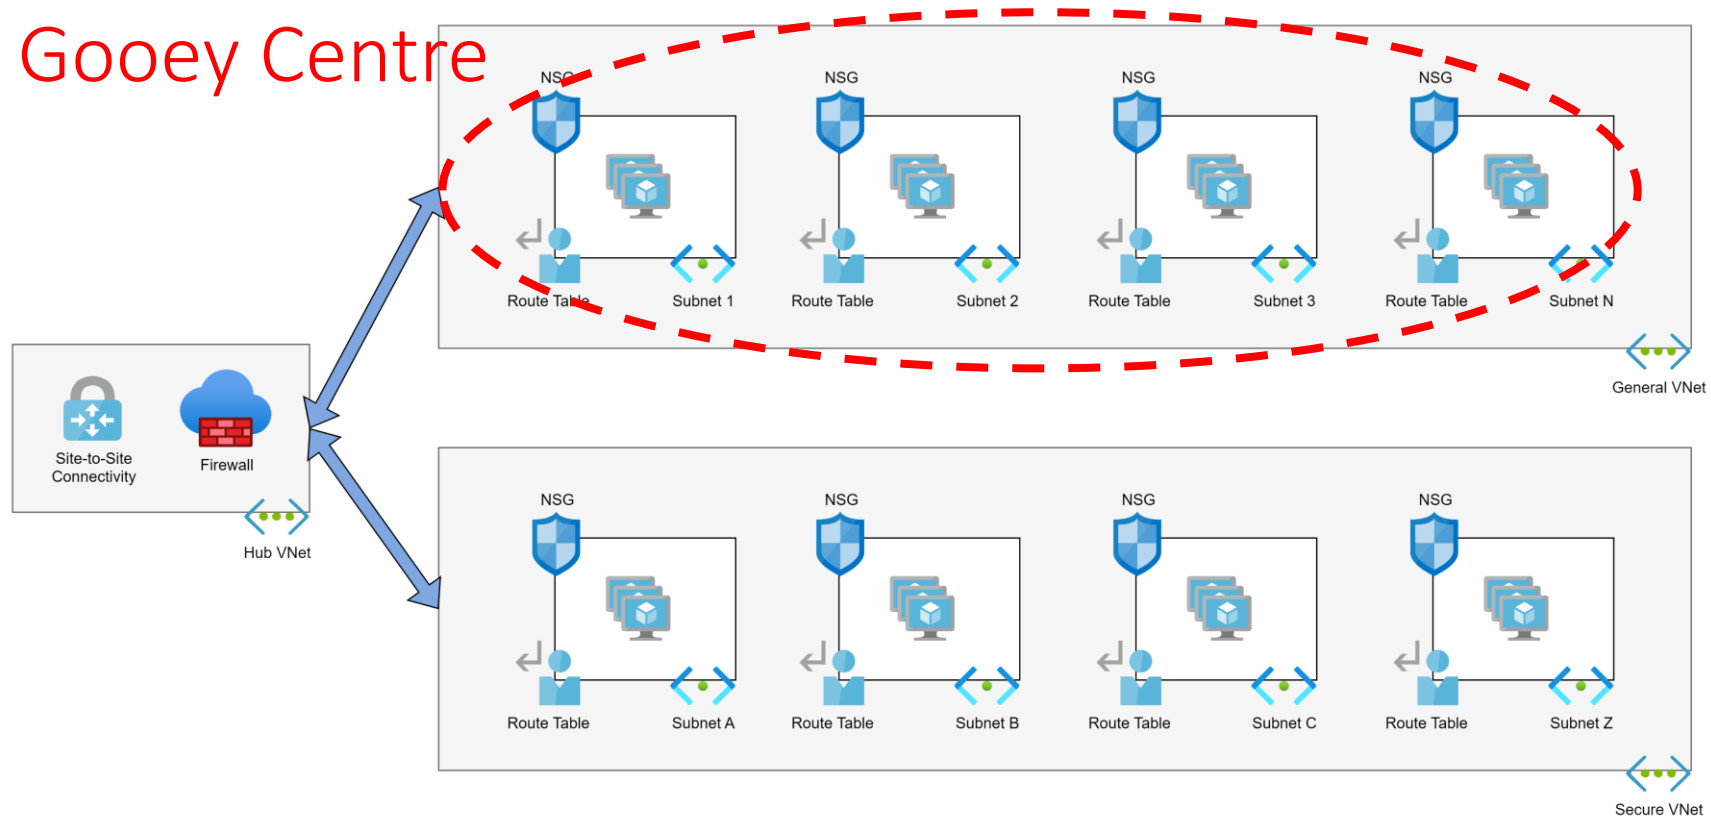 Gooey Centre
NSG
NSG
NSG
NSG
Route Table
Subnet 1
Route Table
Subnet 2
Route Table
Subnet 3
Route Table
Subnet N
General VNet
Site-to-Site
Connectivity
Firewall
Hub VNet
NSG
NSG
NSG
NSG
Route Table
Subnet A
Route Table
Subnet B
Route Table
Subnet C
Route Table
Subnet Z
Secure VNet